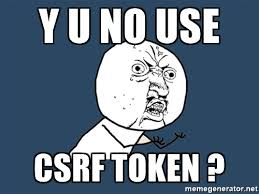 Y U NO USE
CSRF TOKEN ?
memegenerator.net